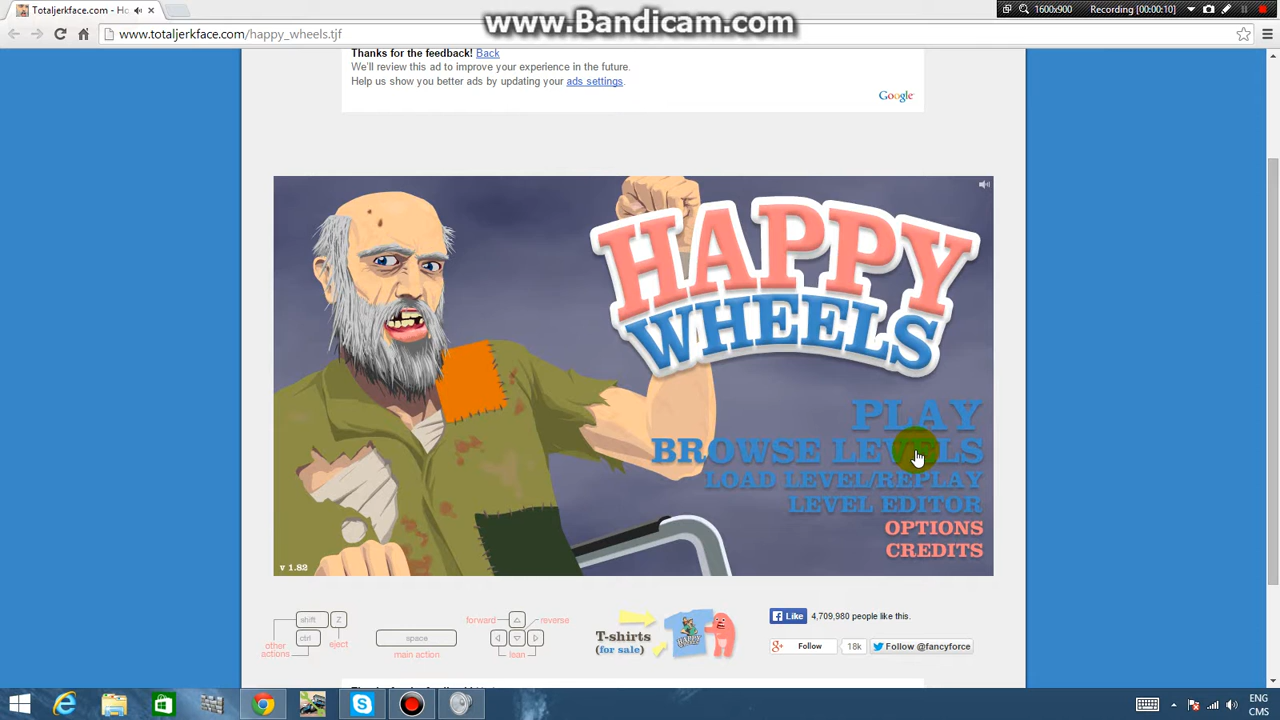 www.Bandicam.com
Totaljerkface.com - Ha
1600x900
Recording [00:00:10]
www.totaljerkface.com/happy_wheels.tjf
Thanks for the feedback! Back
We'll review this ad to improve your experience in the future.
Help us show you better ads by updating your ads settings.
Google
HAPPY
WHEELS
PLAY
BROWSE LEVELS
LOAD LEVEL/REPLAY
LEVEL EDITOR
OPTIONS
CREDITS
v 1.82
shift
Z
ctrl
other
actions
eject
space
main action
forward
reverse
lean
T-shirts
(for sale)
HAPPY
Like
4,709,980 people like this.
Follow
18k
Follow @fancyforce
ENG
CMS